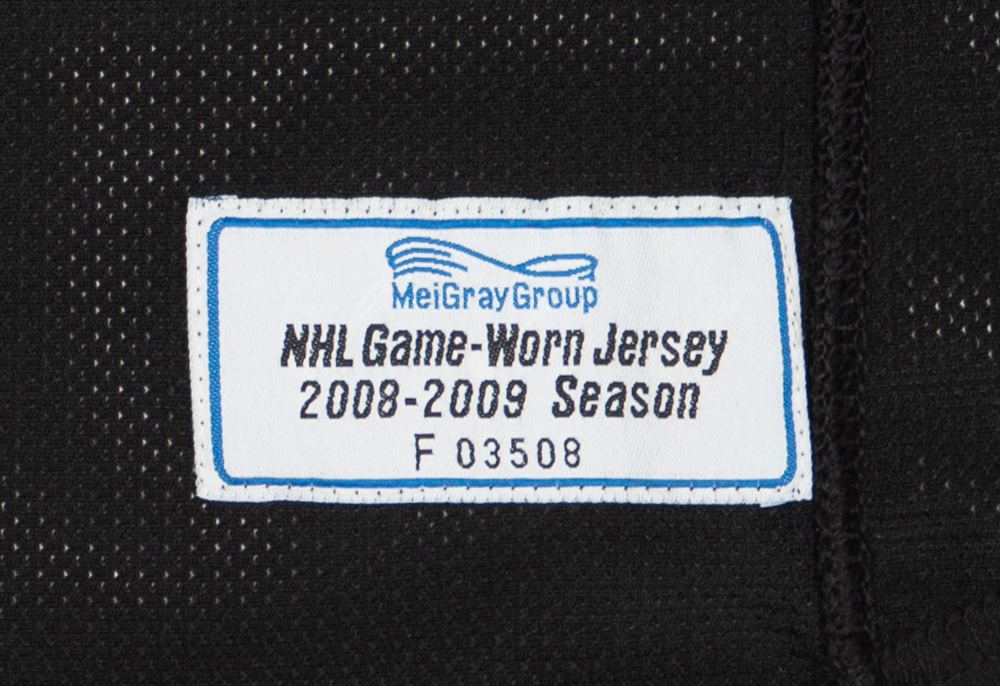 MeiGrayGroup
NHL Game-Worn Jersey
2008-2009 Season
F 03508